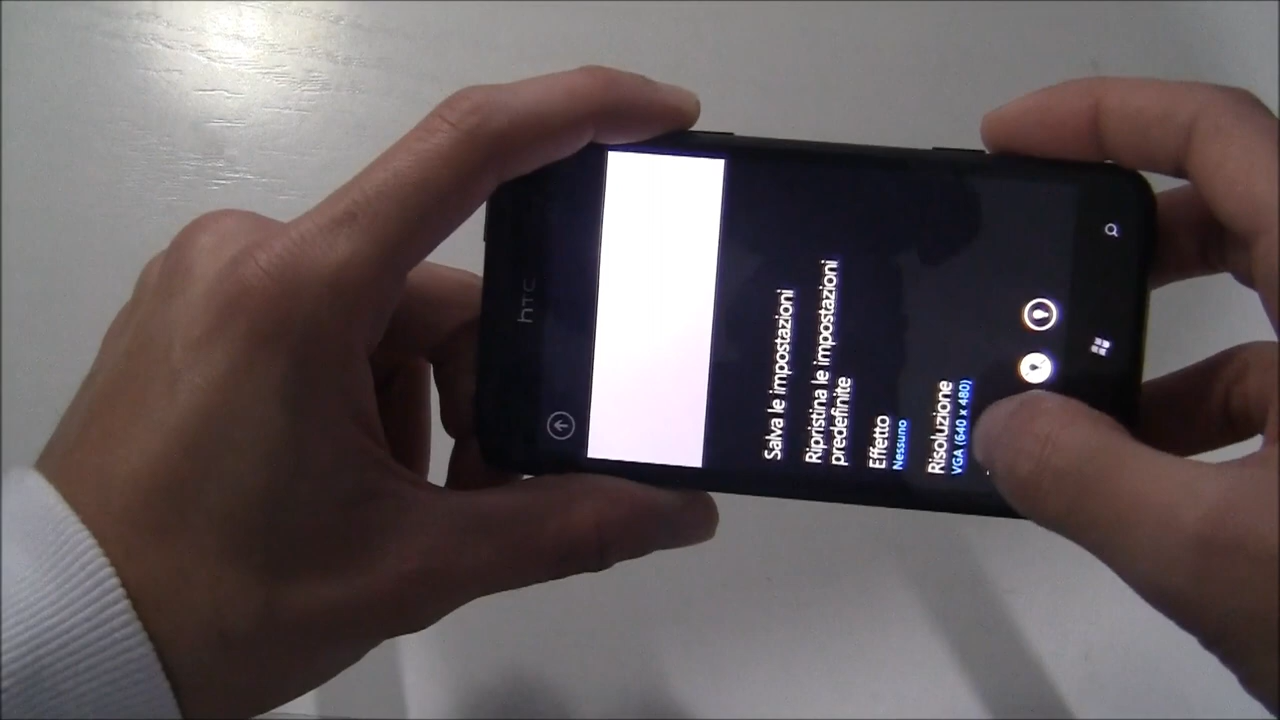 hTC
Salva le impostazioni
Ripristina le impostazioni
predefinite
Effetto
Nessuno
Risoluzione
VGA (640 x 480)